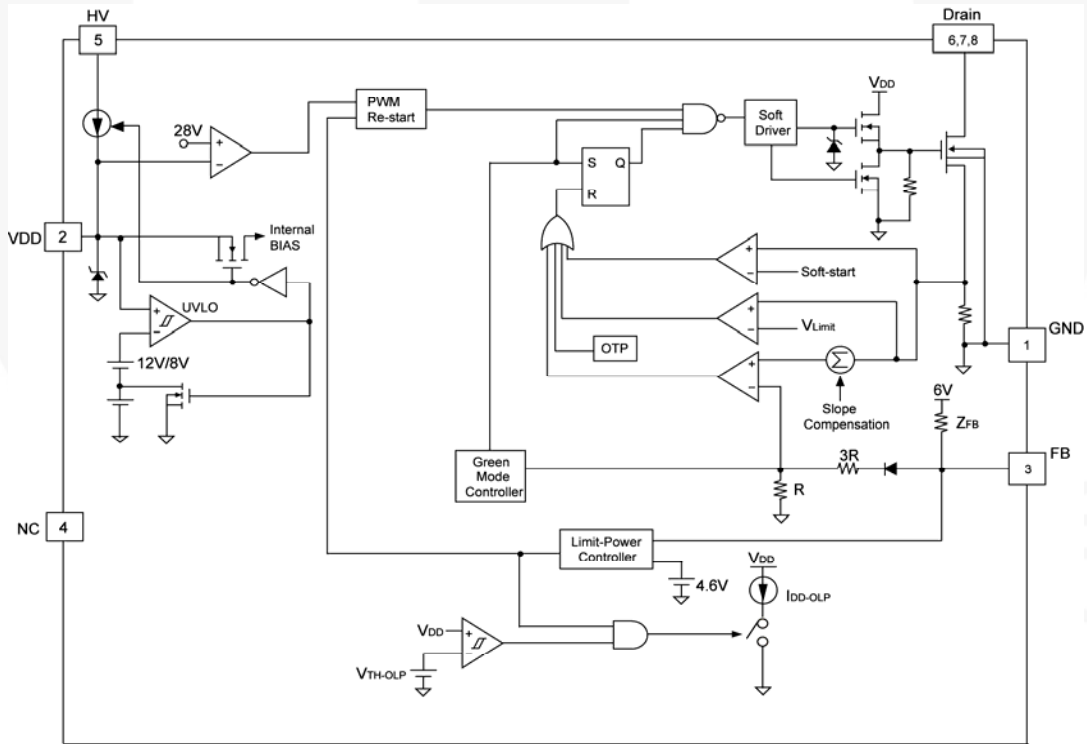 HV
5
Drain
6,7,8
VDD
PWM
Re-start
Soft
Driver
28V
+
−
S Q
R
VDD 2
Internal
BIAS
+
−
Soft-start
UVLO
+
−
+
−
VLimit
GND
1
12V/8V
OTP
+
−
Σ
Slope
Compensation
6V
ZFB
FB
3
Green
Mode
Controller
3R
R
NC 4
Limit-Power
Controller
4.6V
VDD
IDD-OLP
VDD
+
−
VTH-OLP